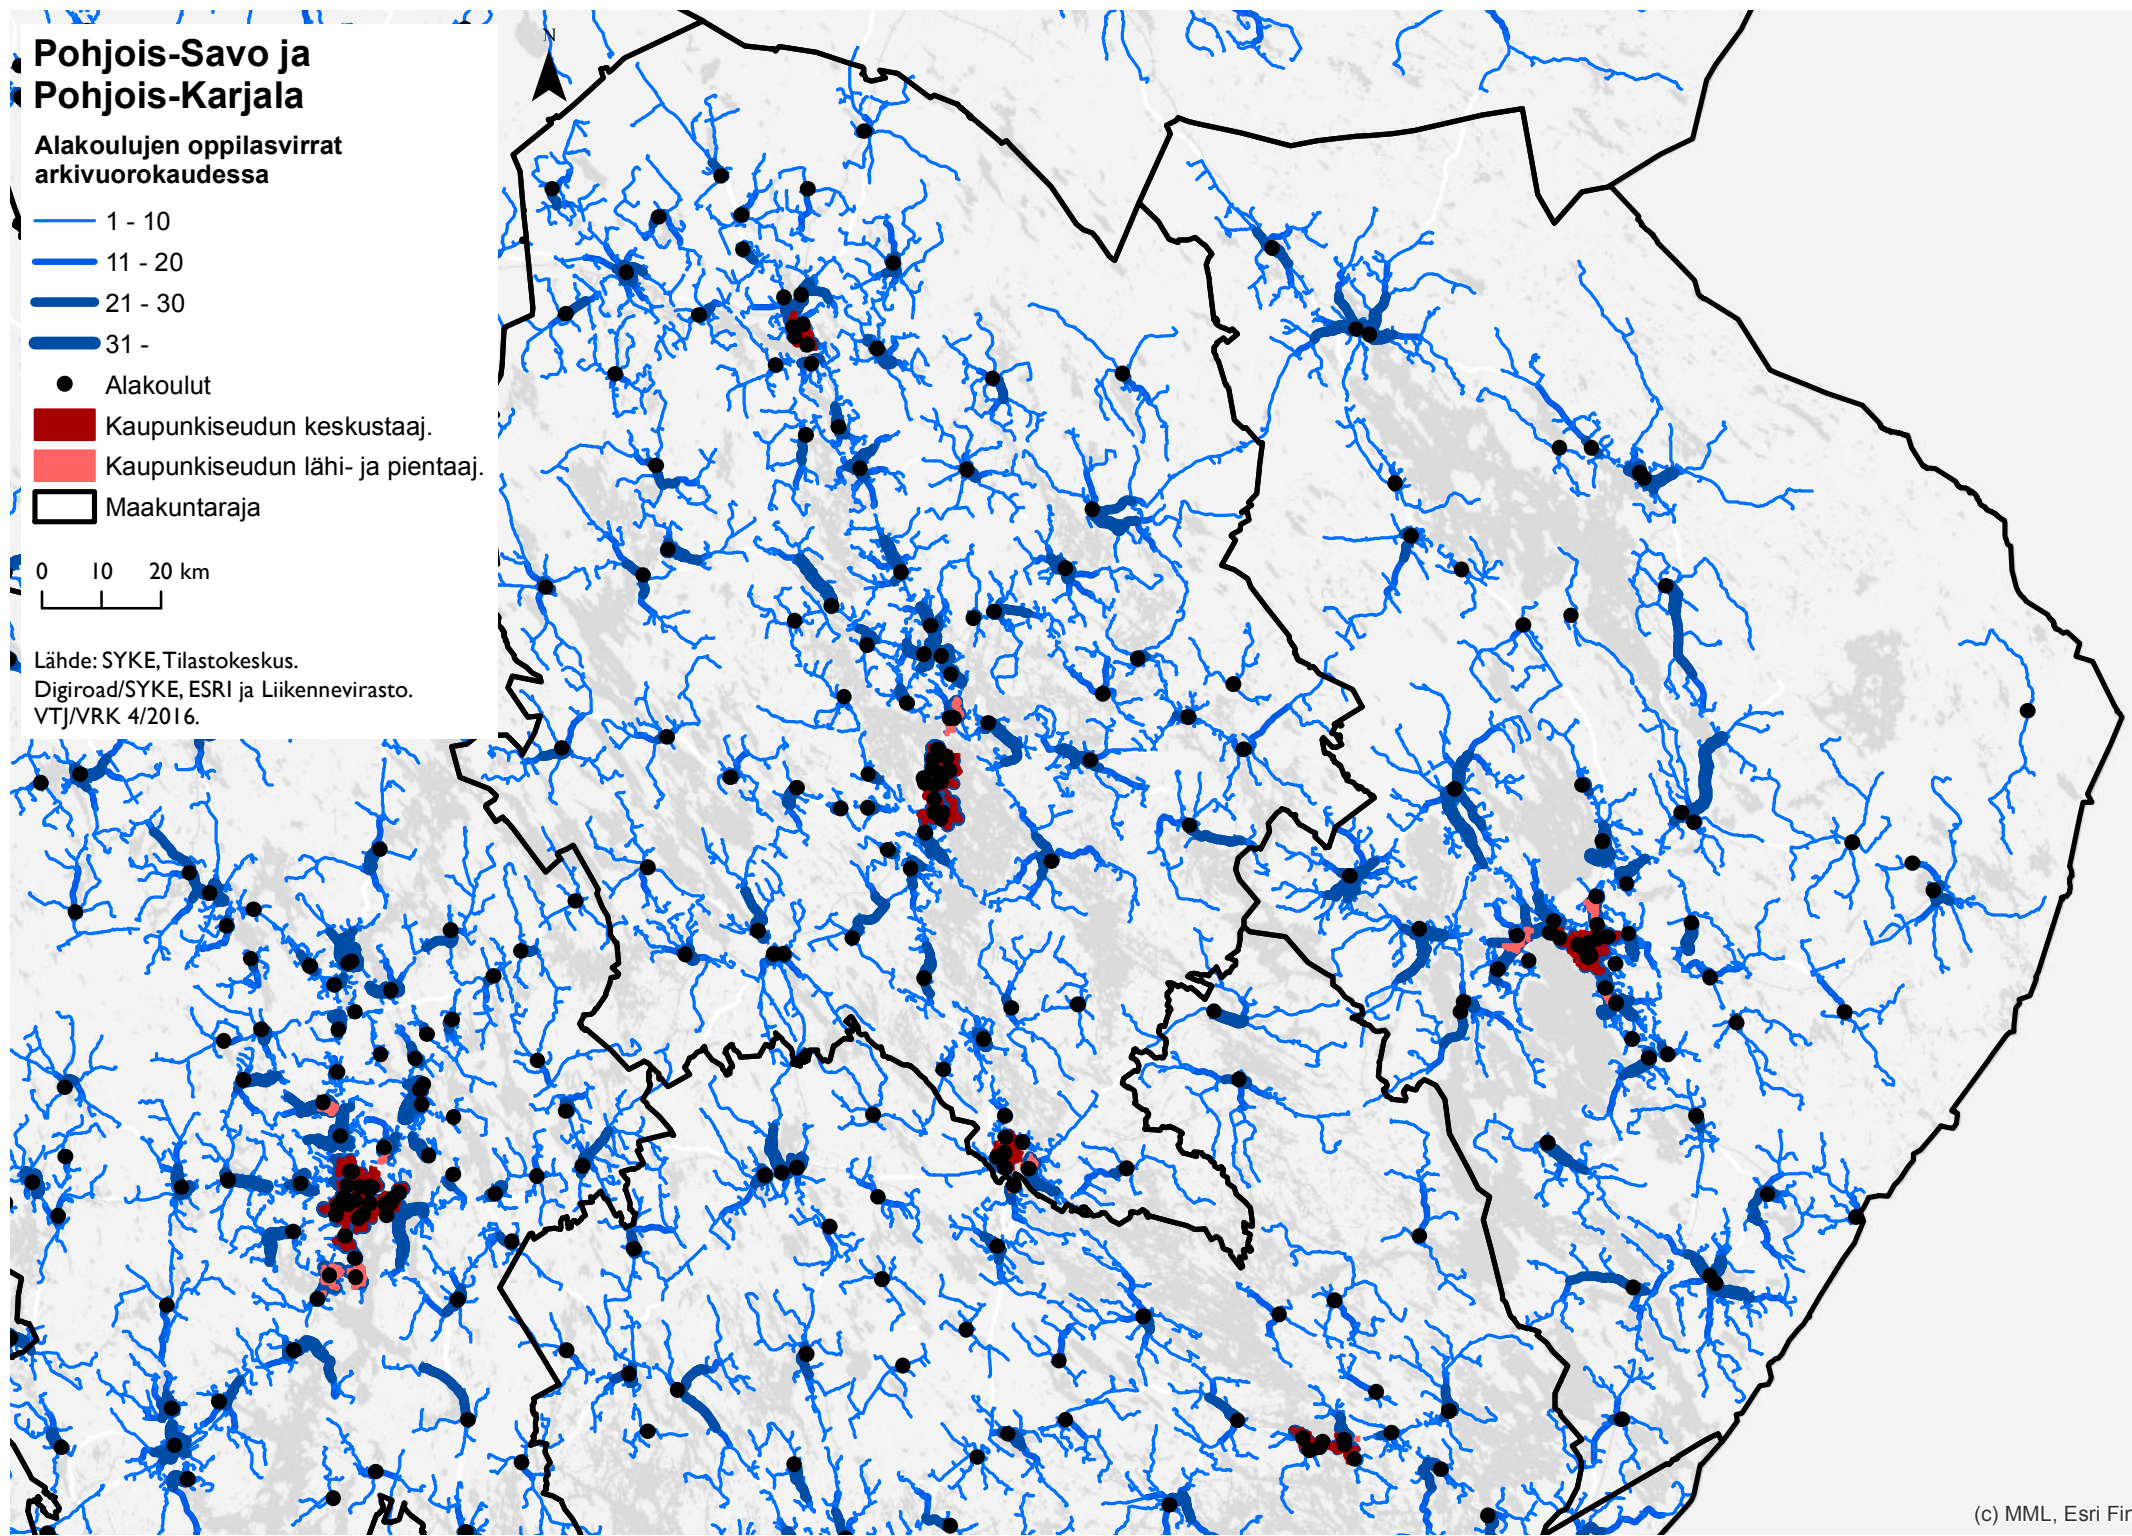 Pohjois-Savo ja
Pohjois-Karjala
Alakoulujen oppilasvirrat
arkivuorokaudessa
1 - 10
11 - 20
21 - 30
31 -
Alakoulut
Kaupunkiseudun keskustaaj.
Kaupunkiseudun lähi- ja pientaaj.
Maakuntaraja
0 10 20 km
Lähde: SYKE, Tilastokeskus.
Digiroad/SYKE, ESRI ja Liikennevirasto.
VTJ/VRK 4/2016.
N
(c) MML, Esri Fin